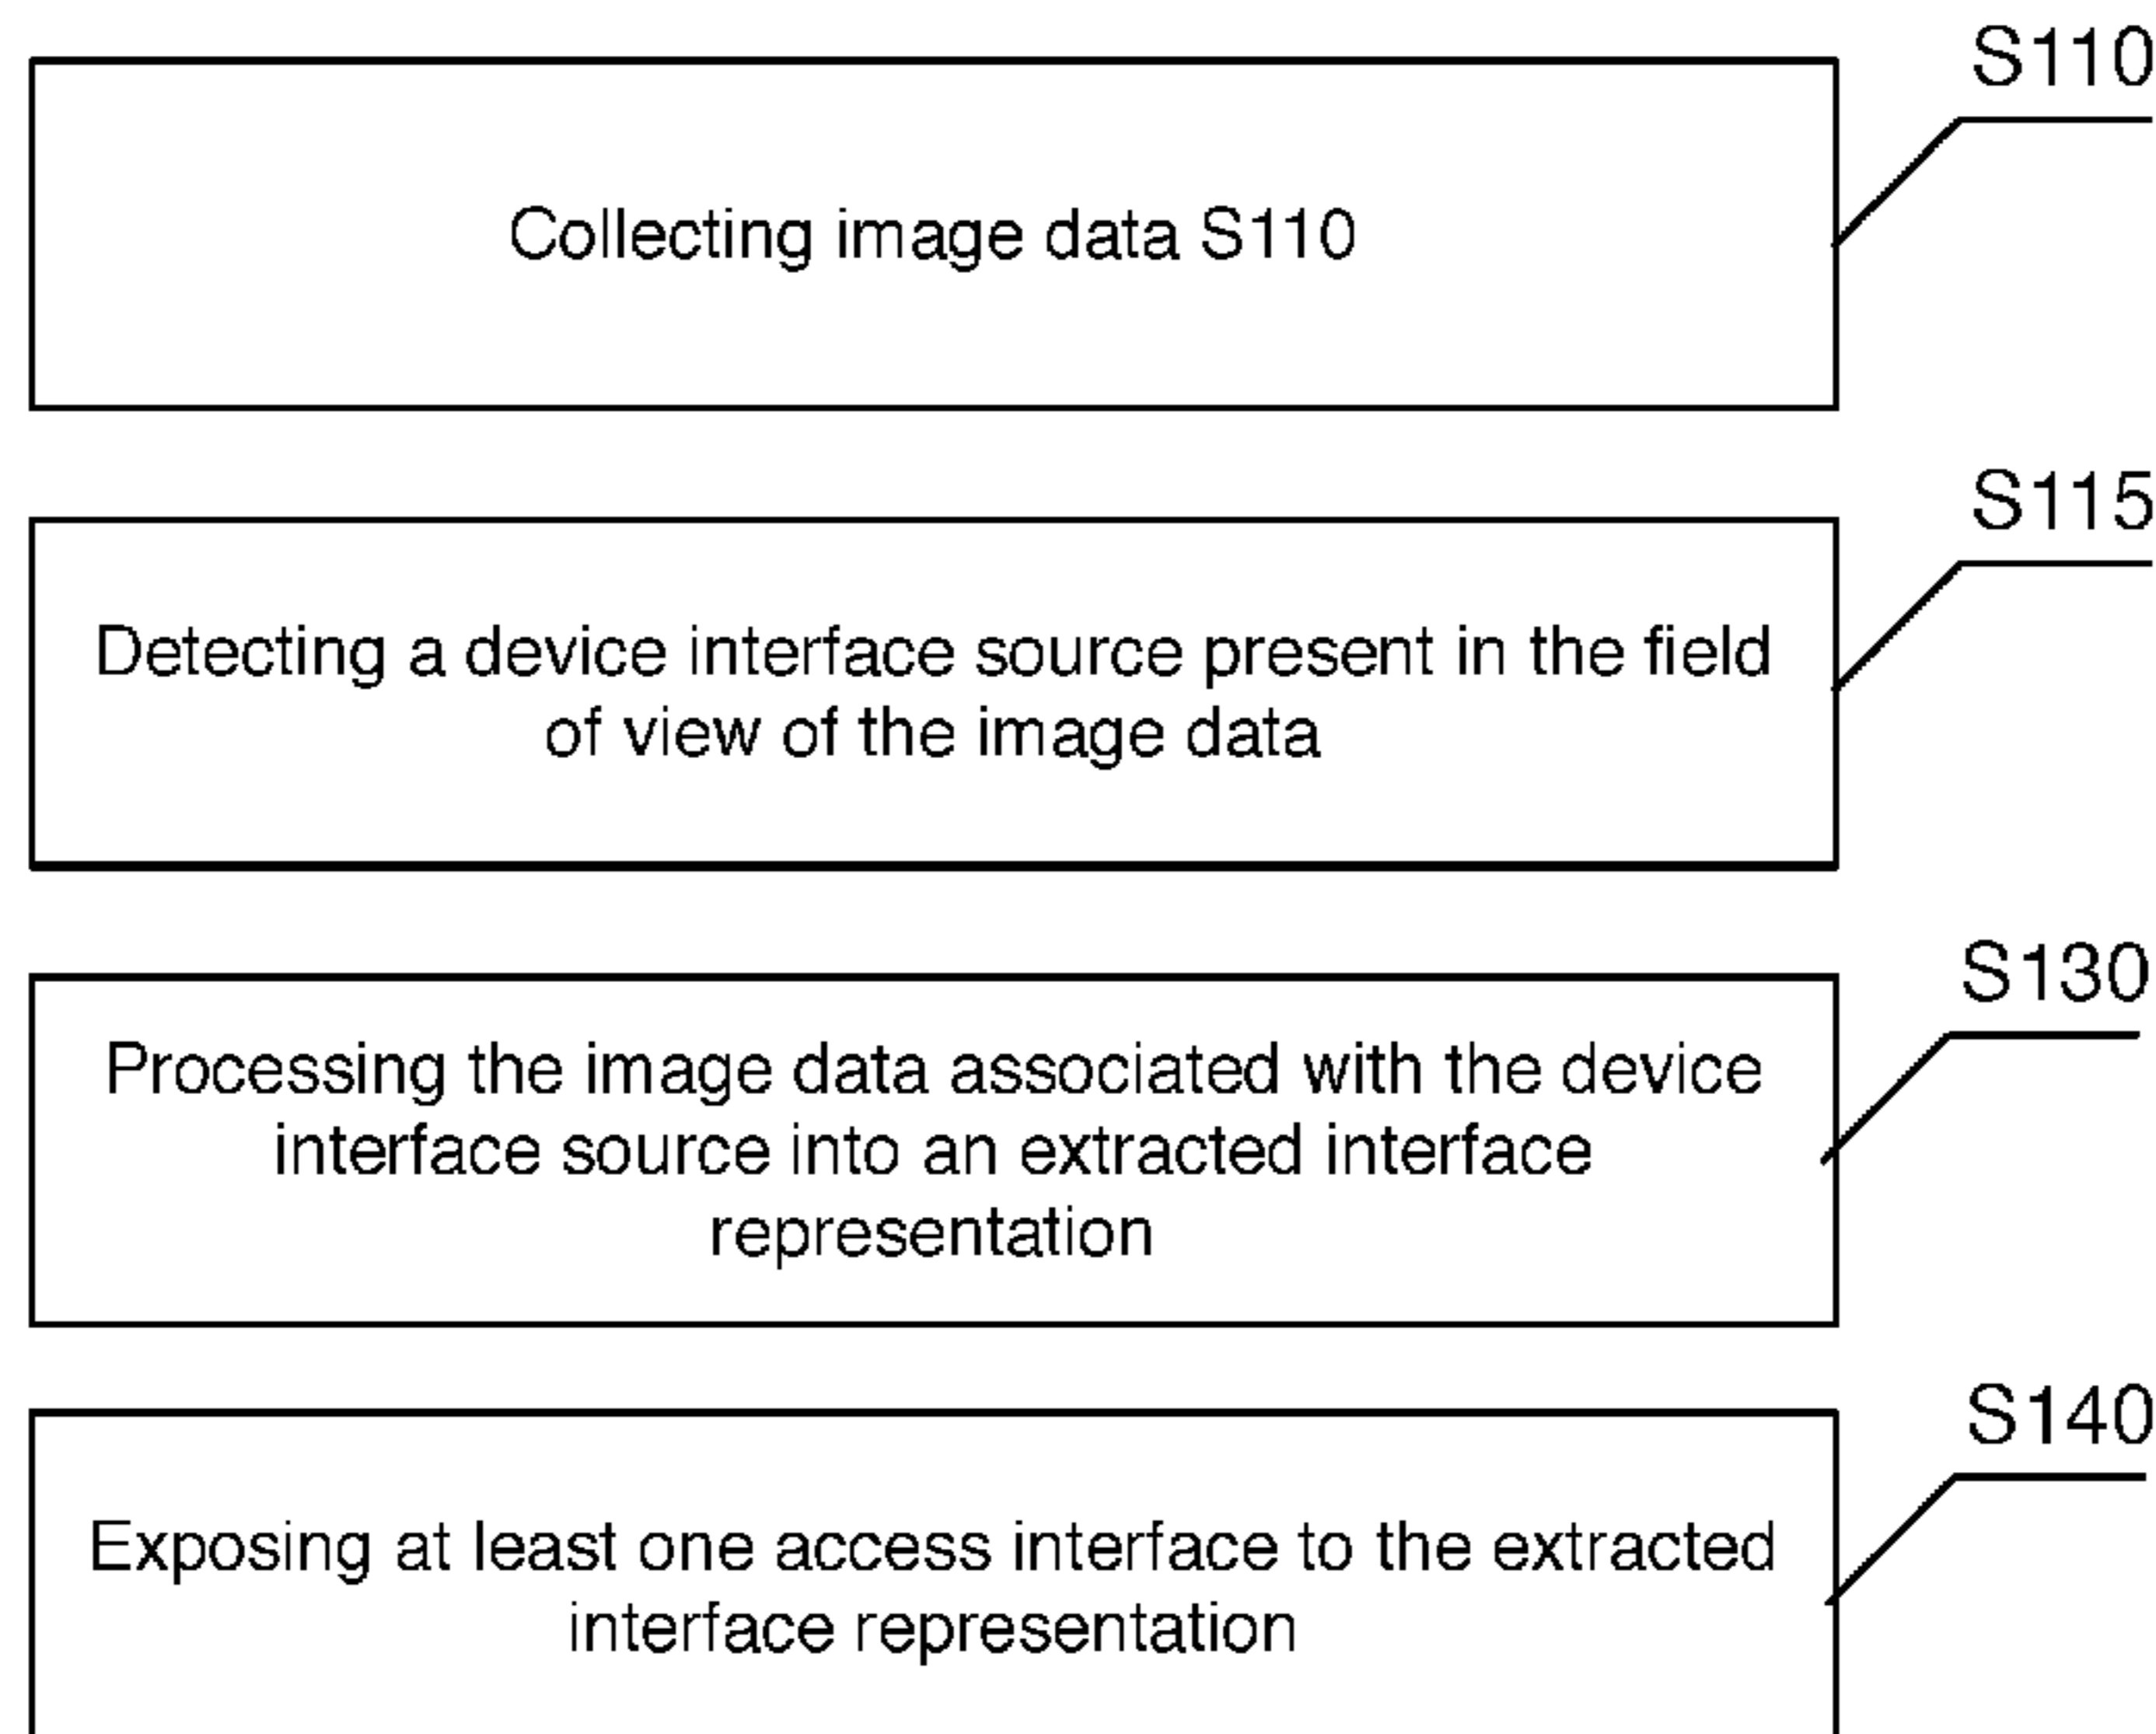 S110
Collecting image data S110
S115
Detecting a device interface source present in the field
of view of the image data
S130
Processing the image data associated with the device
interface source into an extracted interface
representation
S140
Exposing at least one access interface to the extracted
interface representation